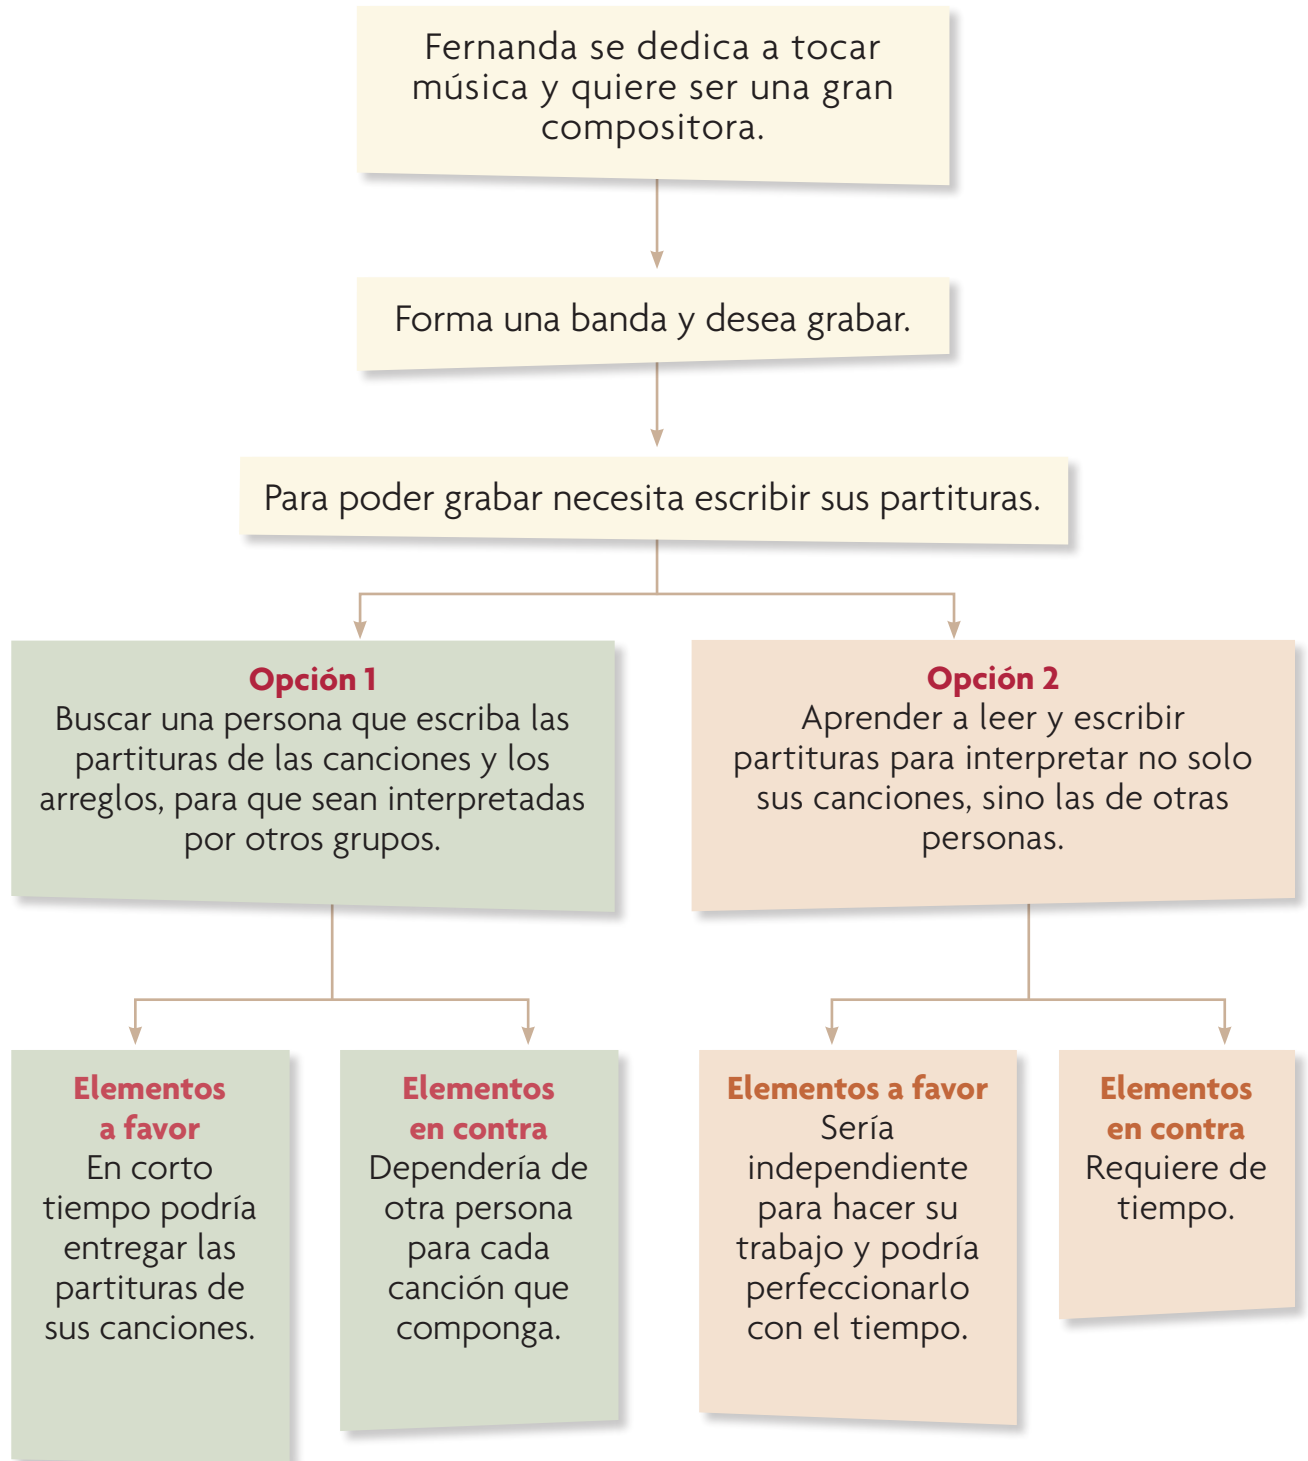 Fernanda se dedica a tocar
música y quiere ser una gran
compositora.
Forma una banda y desea grabar.
Para poder grabar necesita escribir sus partituras.
Opción 1
Buscar una persona que escriba las
partituras de las canciones y los
arreglos, para que sean interpretadas
por otros grupos.
Opción 2
Aprender a leer y escribir
partituras para interpretar no solo
sus canciones, sino las de otras
personas.
Elementos
a favor
En corto
tiempo podría
entregar las
partituras de
sus canciones.
Elementos
en contra
Dependería de
otra persona
para cada
canción que
componga.
Elementos a favor
Sería
independiente
para hacer su
trabajo y podría
perfeccionarlo
con el tiempo.
Elementos
en contra
Requiere de
tiempo.